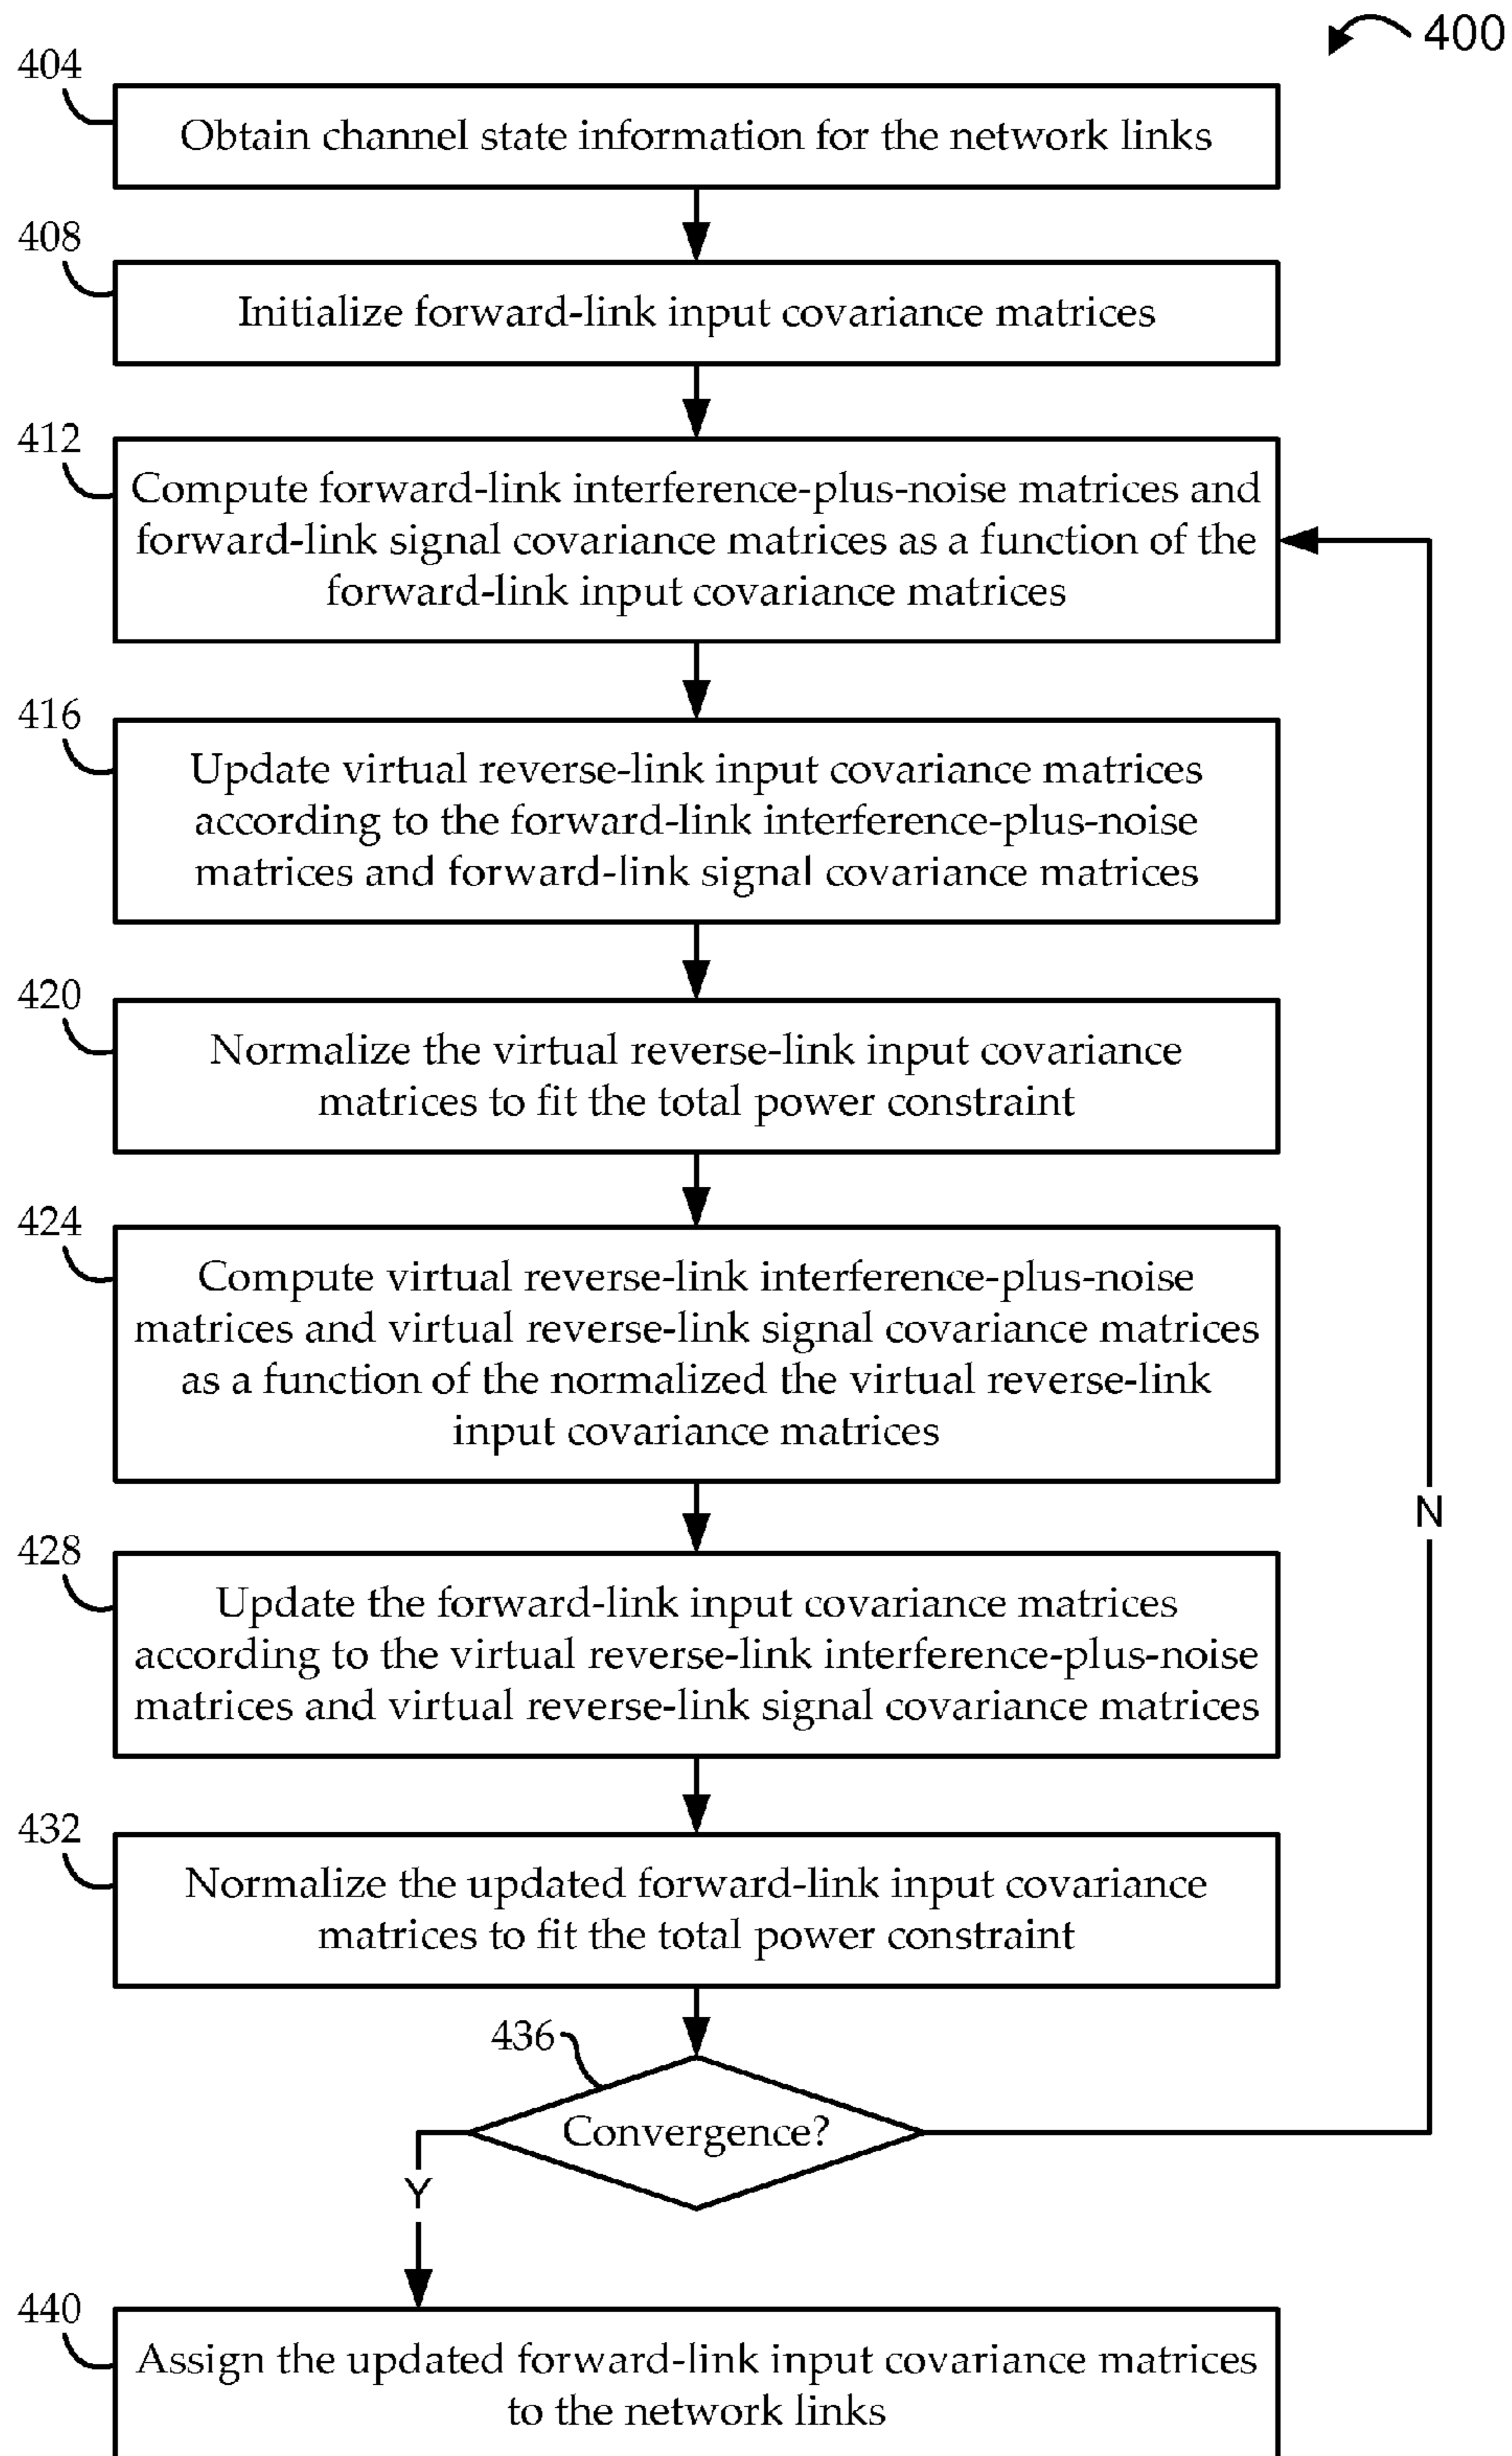 400
404
Obtain channel state information for the network links
408
Initialize forward-link input covariance matrices
412
Compute forward-link interference-plus-noise matrices and
forward-link signal covariance matrices as a function of the
forward-link input covariance matrices
416
Update virtual reverse-link input covariance matrices
according to the forward-link interference-plus-noise
matrices and forward-link signal covariance matrices
420
Normalize the virtual reverse-link input covariance
matrices to fit the total power constraint
424
Compute virtual reverse-link interference-plus-noise
matrices and virtual reverse-link signal covariance matrices
as a function of the normalized the virtual reverse-link
input covariance matrices
N
428
Update the forward-link input covariance matrices
according to the virtual reverse-link interference-plus-noise
matrices and virtual reverse-link signal covariance matrices
432
Normalize the updated forward-link input covariance
matrices to fit the total power constraint
436
Convergence?
Y
440
Assign the updated forward-link input covariance matrices
to the network links